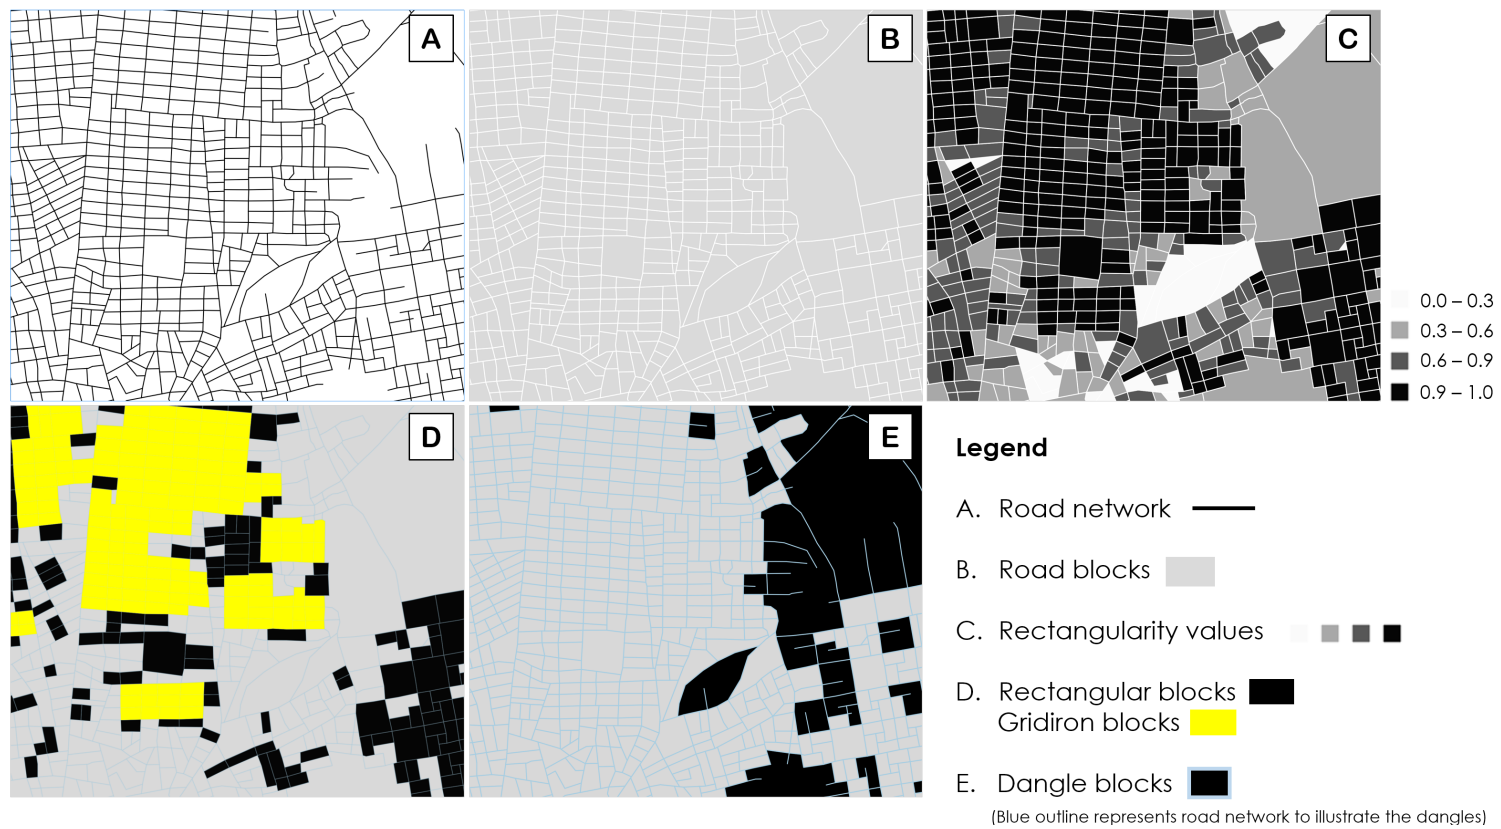 A
B
C
0.0 – 0.3
0.3 – 0.6
0.6 – 0.9
0.9 – 1.0
D
E
Legend
A. Road network
B. Road blocks
C. Rectangularity values
D. Rectangular blocks
Gridiron blocks
E. Dangle blocks
(Blue outline represents road network to illustrate the dangles)